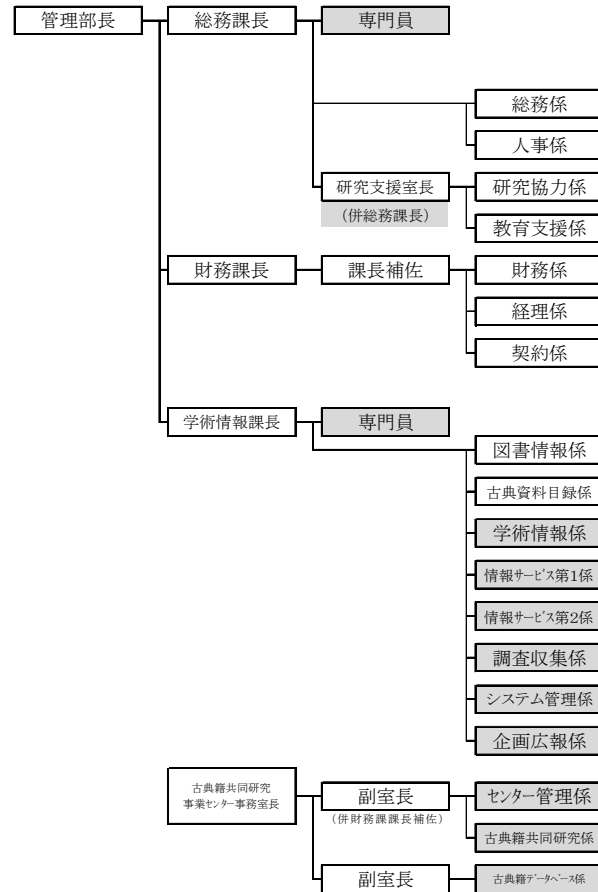 管理部長
総務課長
専門員
総務係
人事係
研究支援室長
(併総務課長)
研究協力係
教育支援係
財務課長
課長補佐
財務係
経理係
契約係
学術情報課長
専門員
図書情報係
古典資料目録係
学術情報係
情報サービス第1係
情報サービス第2係
調査収集係
システム管理係
企画広報係
古典籍共同研究
事業センター事務室長
副室長
(併財務課課長補佐)
センター管理係
古典籍共同研究係
副室長
古典籍データベース係